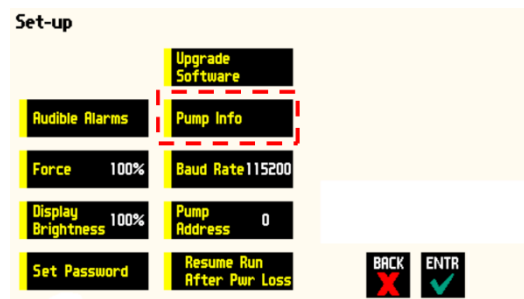 Set-up
Upgrade
Software
Audible Alarms
Pump Info
Force 100%
Baud Rate 115200
Display
Brightness 100%
Pump
Address 0
Set Password
Resume Run
After Pwr Loss
BACK
ENTR